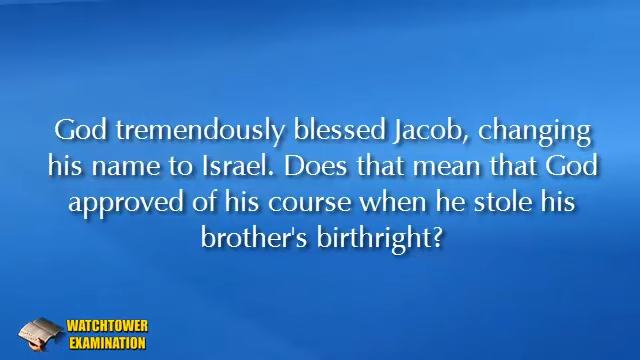 God tremendously blessed Jacob, changing
his name to Israel. Does that mean that God
approved of his course when he stole his
brother's birthright?
WATCHTOWER
EXAMINATION